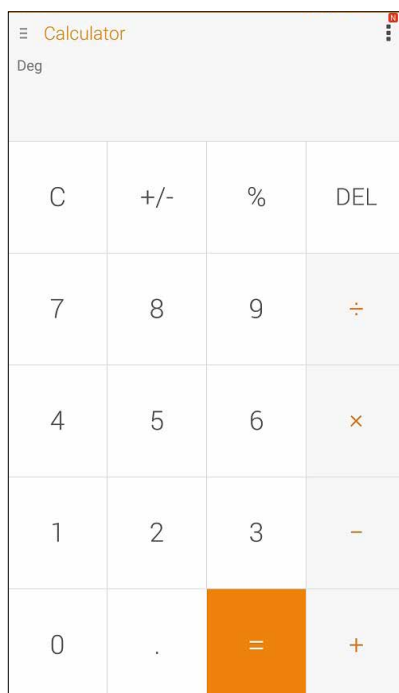 N
Calculator
Deg
C +/- % DEL
7 8 9 ÷
4 5 6 ×
1 2 3 −
0 . = +